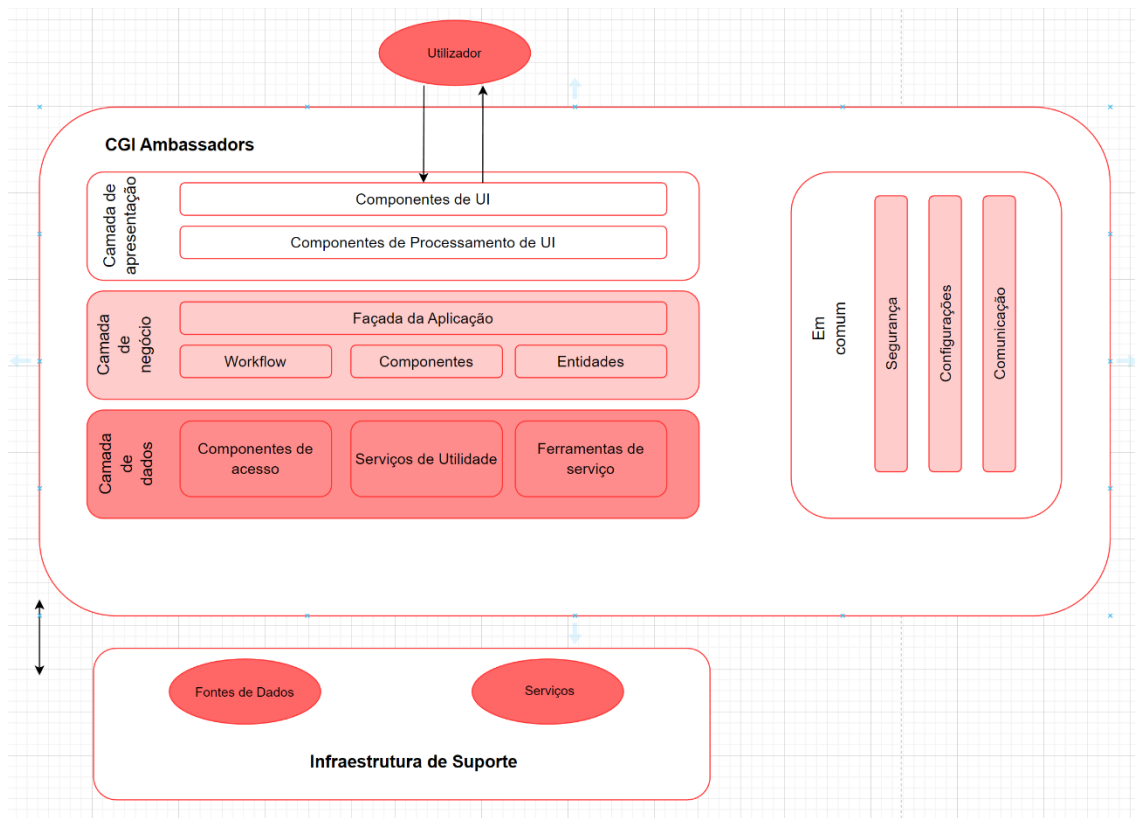 Utilizador
CGI Ambassadors
Camada de
apresentação
Componentes de UI
Componentes de Processamento de UI
Camada
de
negócio
Façada da Aplicação
Workflow
Componentes
Entidades
Camada
de
dados
Componentes de
acesso
Serviços de Utilidade
Ferramentas de
serviço
Em
comum
Segurança
Configurações
Comunicação
Fontes de Dados
Serviços
Infraestrutura de Suporte